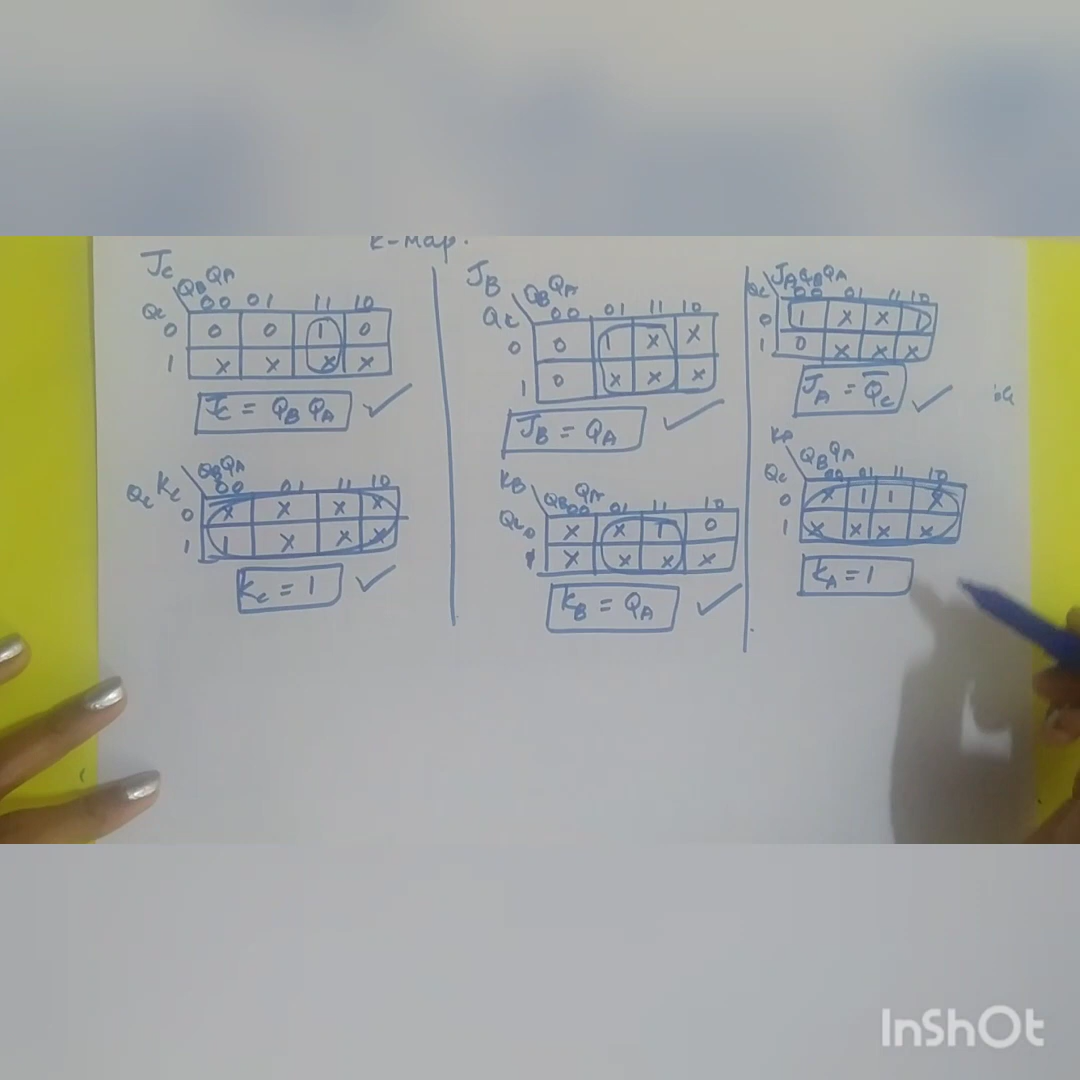 K-map.
Jc
QBQA
Qc
00 01 11 10
0 0 0 1 0
1 X X X X
Jc = QB QA
Kc
QBQA
Qc
00 01 11 10
0 X X X X
1 1 X X X
Kc = 1
JB
QBQA
Qc
00 01 11 10
0 0 1 X X
1 0 X X X
JB = QA
KB
QB QA
Qc
00 01 11 10
0 X X 1 0
1 X X X X
KB = QA
JA
QBQA
Qc
00 01 11 10
0 1 X X 1
1 0 X X X
JA = Q̅c
KA
QBQA
Qc
00 01 11 10
0 X 1 1 X
1 X X X X
KA = 1
InShOt